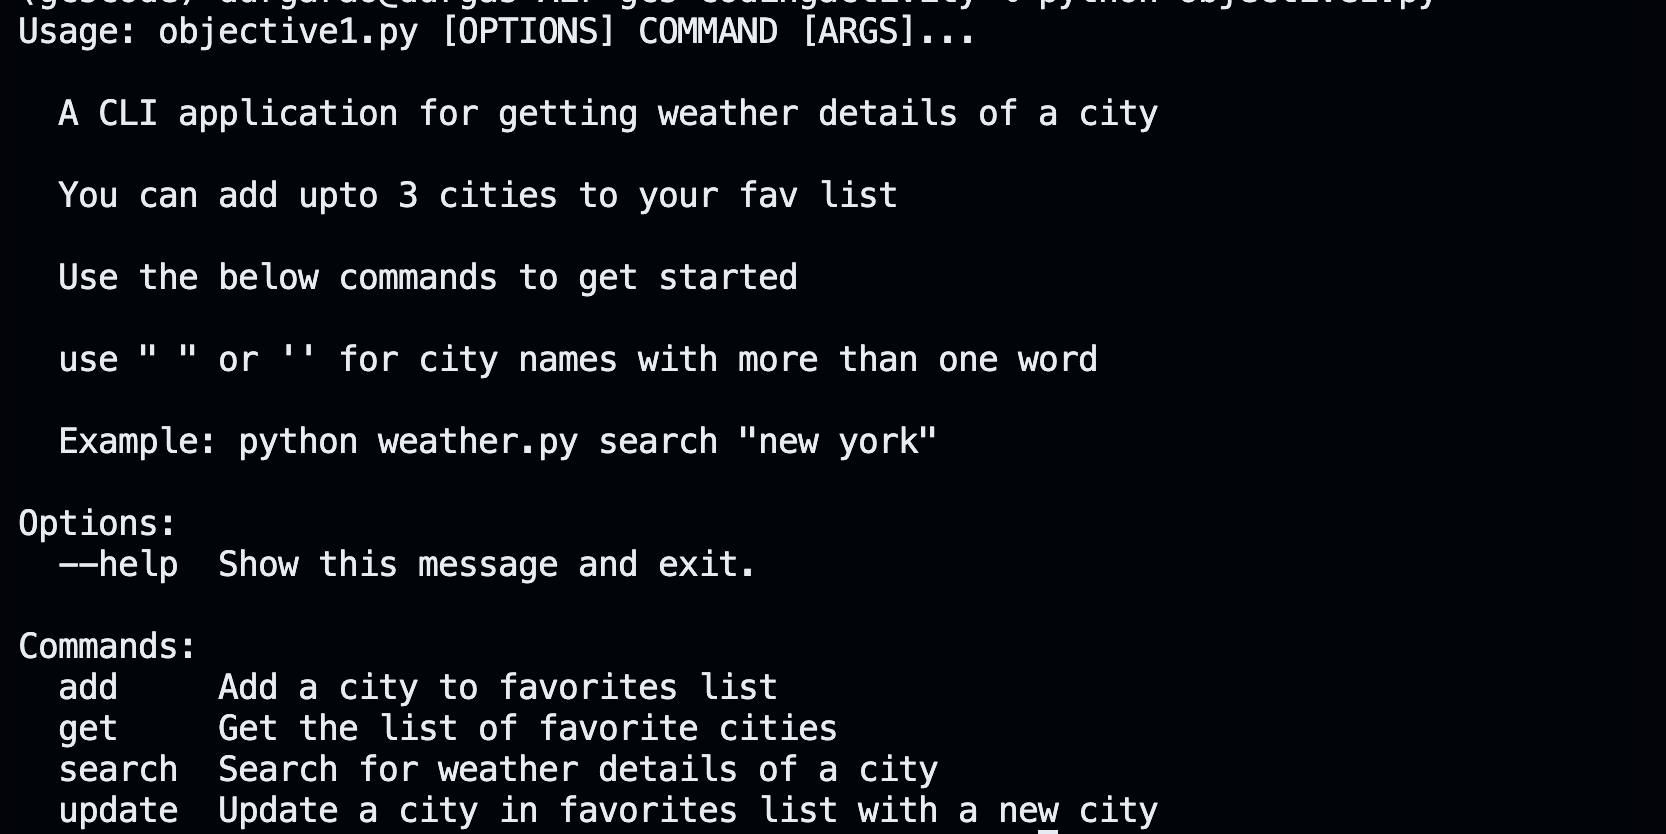 python objective1.py
Usage: objective1.py [OPTIONS] COMMAND [ARGS]...
A CLI application for getting weather details of a city
You can add upto 3 cities to your fav list
Use the below commands to get started
use " " or '' for city names with more than one word
Example: python weather.py search "new york"
Options:
--help  Show this message and exit.
Commands:
add     Add a city to favorites list
get     Get the list of favorite cities
search  Search for weather details of a city
update  Update a city in favorites list with a new city